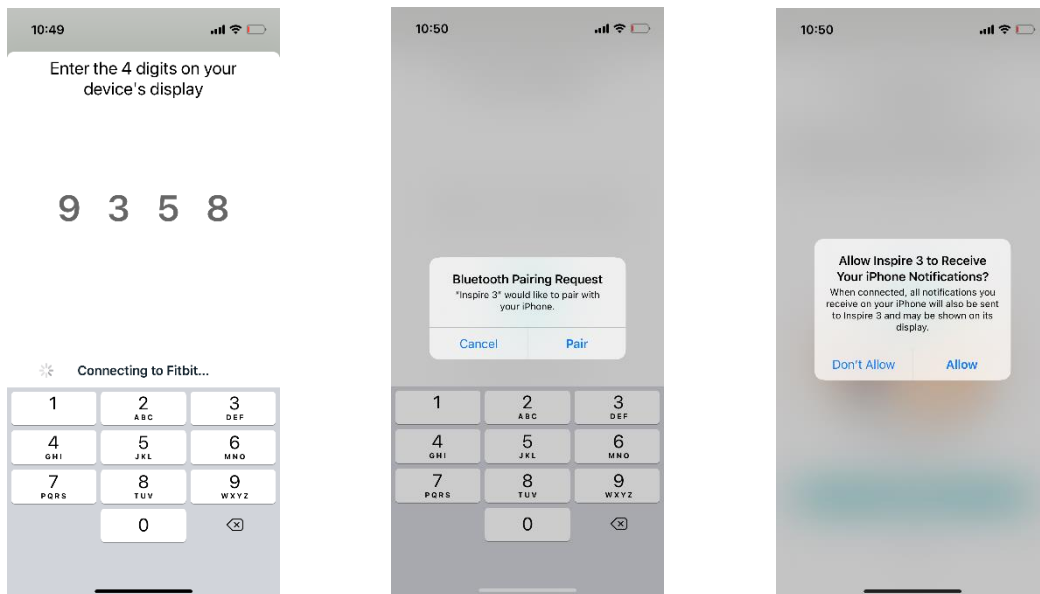 10:49
Enter the 4 digits on your
device's display
9 3 5 8
Connecting to Fitbit...
1 2 3
ABC DEF
4 5 6
GHI JKL MNO
7 8 9
PQRS TUV WXYZ
0
10:50
Bluetooth Pairing Request
"Inspire 3" would like to pair with
your iPhone.
Cancel Pair
1 2 3
ABC DEF
4 5 6
GHI JKL MNO
7 8 9
PQRS TUV WXYZ
0
10:50
Allow Inspire 3 to Receive
Your iPhone Notifications?
When connected, all notifications you
receive on your iPhone will also be sent
to Inspire 3 and may be shown on its
display.
Don't Allow Allow